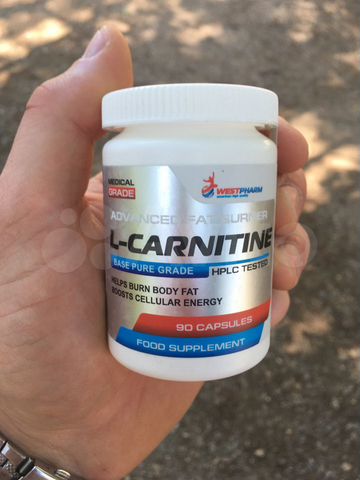 MEDICAL
GRADE
WESTPHARM
ADVANCED FAT BURNER
L-CARNITINE
BASE PURE GRADE
HPLC TESTED
HELPS BURN BODY FAT
BOOSTS CELLULAR ENERGY
90 CAPSULES
FOOD SUPPLEMENT